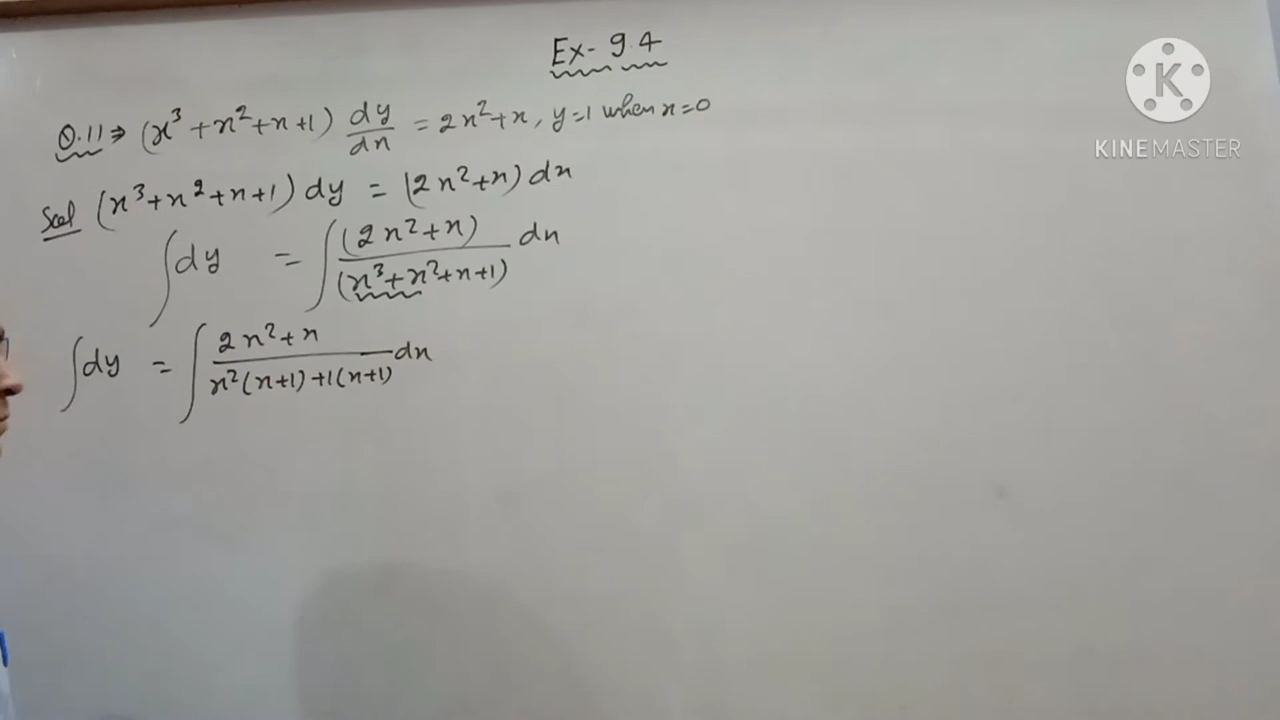 Ex- 9.4
K
KINEMASTER
Q.11⇒ (x³+x²+x+1) dy/dx = 2x²+x, y=1 when x=0
Sol (x³+x²+x+1) dy = (2x²+x) dx
∫dy = ∫(2x²+x)/(x³+x²+x+1) dx
∫dy = ∫2x²+x/x²(x+1)+1(x+1) dx